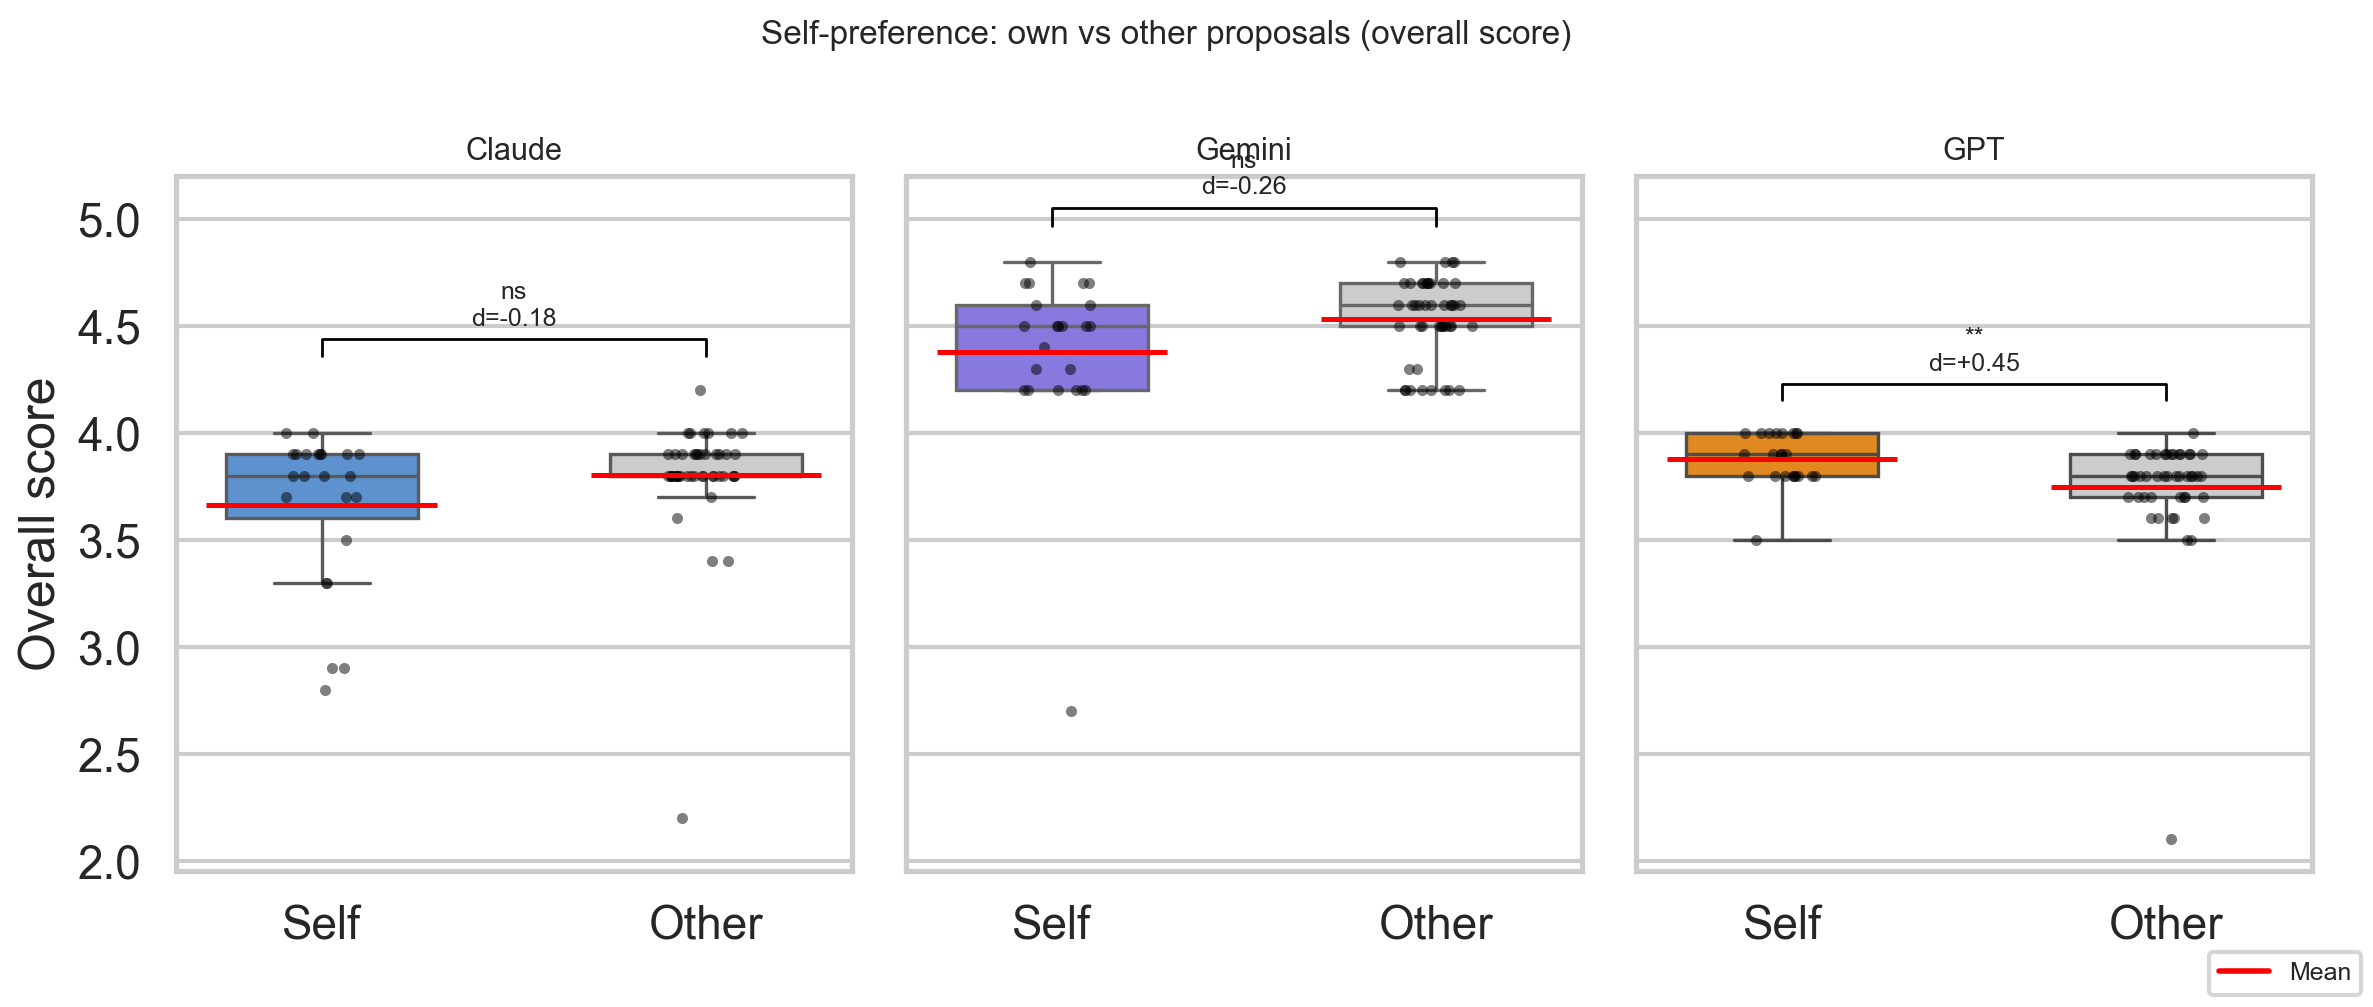 Self-preference: own vs other proposals (overall score)
Claude
Gemini
GPT
ns
d=-0.18
ns
d=-0.26
**
d=+0.45
Overall score
5.0
4.5
4.0
3.5
3.0
2.5
2.0
Self
Other
Self
Other
Self
Other
Mean